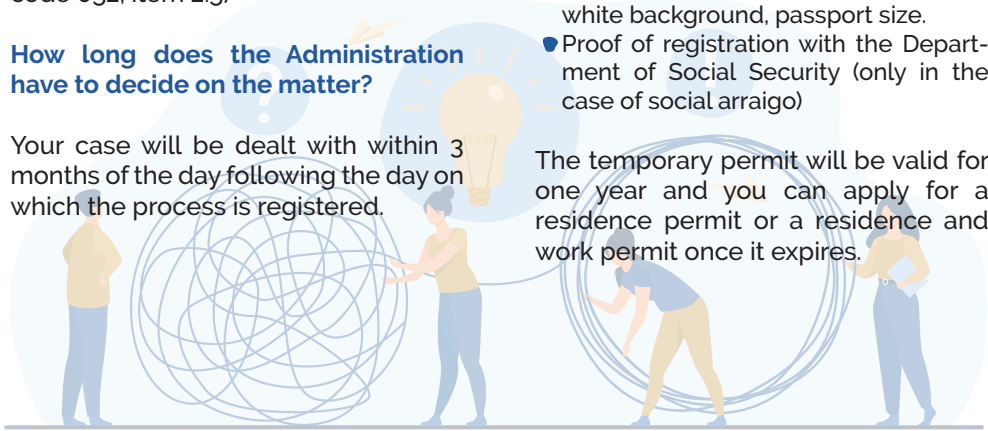 How long does the Administration
have to decide on the matter?
Your case will be dealt with within 3
months of the day following the day on
which the process is registered.
white background, passport size.
Proof of registration with the Depart-
ment of Social Security (only in the
case of social arraigo)
The temporary permit will be valid for
one year and you can apply for a
residence permit or a residence and
work permit once it expires.